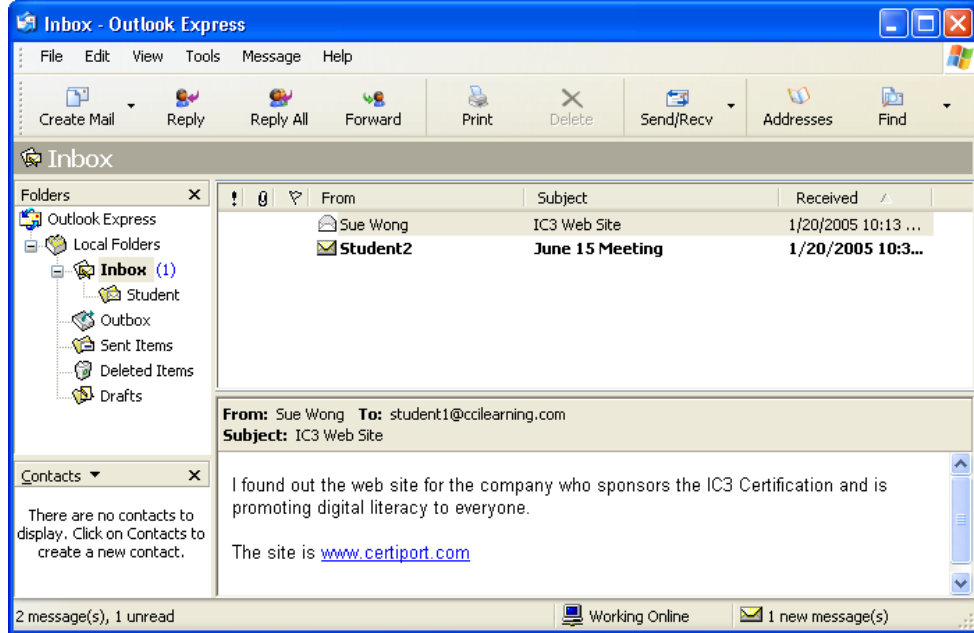 Inbox - Outlook Express
File Edit View Tools Message Help
Create Mail Reply Reply All Forward Print Delete Send/Recv Addresses Find
Inbox
Folders
Outlook Express
Local Folders
Inbox (1)
Student
Outbox
Sent Items
Deleted Items
Drafts
Contacts
There are no contacts to
display. Click on Contacts to
create a new contact.
! From Subject Received
Sue Wong IC3 Web Site 1/20/2005 10:13 ...
Student2 June 15 Meeting 1/20/2005 10:3...
From: Sue Wong To: student1@ccilearning.com
Subject: IC3 Web Site
I found out the web site for the company who sponsors the IC3 Certification and is
promoting digital literacy to everyone.
The site is www.certiport.com
2 message(s), 1 unread Working Online 1 new message(s)